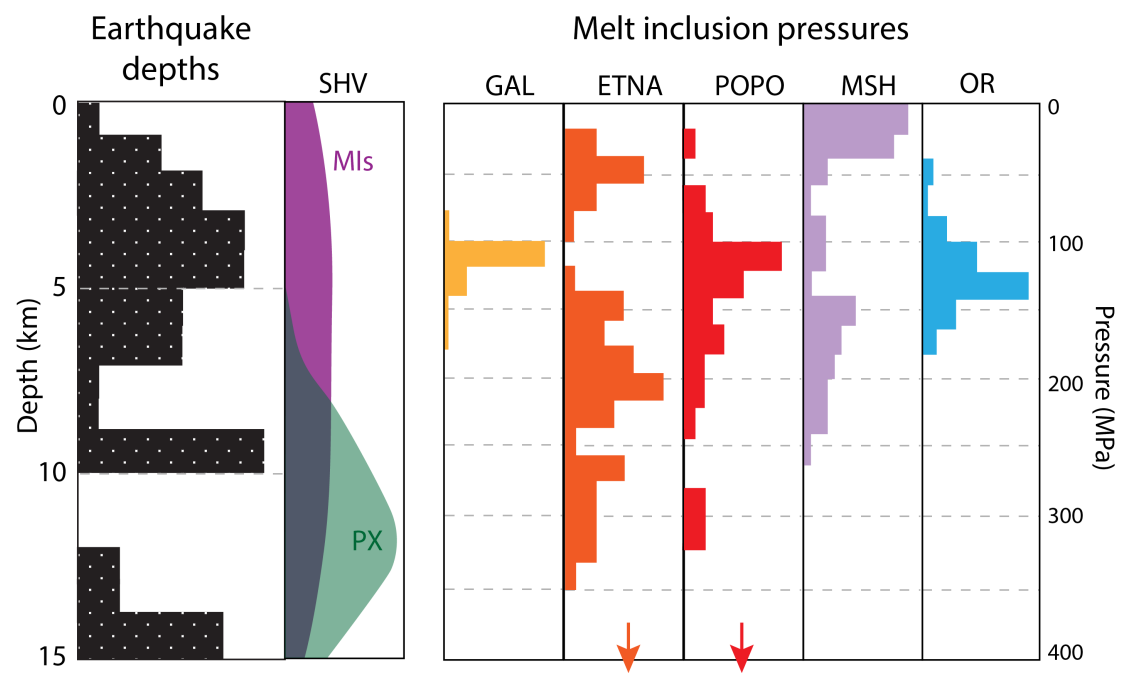 Earthquake
depths
Melt inclusion pressures
SHV
GAL
ETNA
POPO
MSH
OR
0
5
10
15
Depth (km)
MIs
PX
0
100
200
300
400
Pressure (MPa)